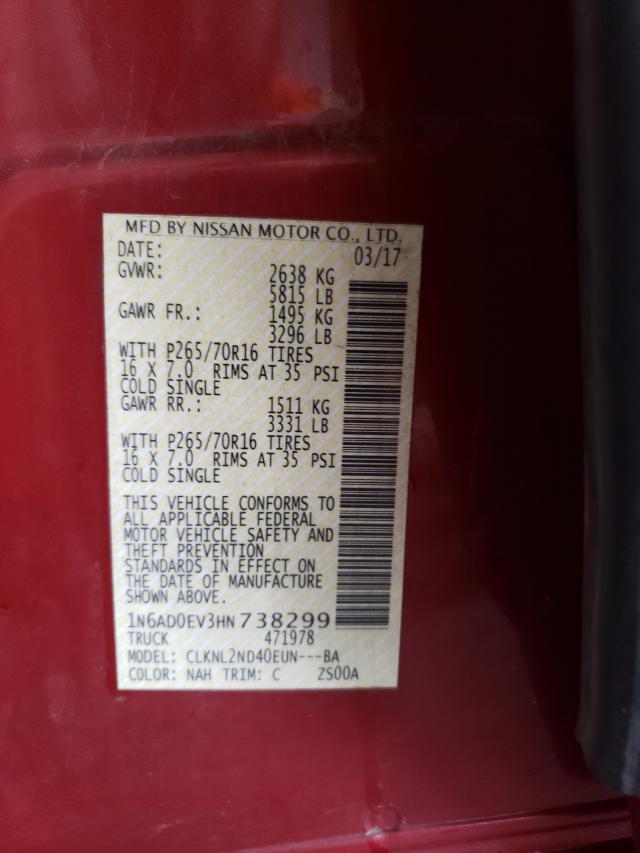 MFD BY NISSAN MOTOR CO., LTD.
DATE: 03/17
GVWR: 2638 KG
5815 LB
GAWR FR.: 1495 KG
3296 LB
WITH P265/70R16 TIRES
16 X 7.0 RIMS AT 35 PSI
COLD SINGLE
GAWR RR.: 1511 KG
3331 LB
WITH P265/70R16 TIRES
16 X 7.0 RIMS AT 35 PSI
COLD SINGLE
THIS VEHICLE CONFORMS TO
ALL APPLICABLE FEDERAL
MOTOR VEHICLE SAFETY AND
THEFT PREVENTION
STANDARDS IN EFFECT ON
THE DATE OF MANUFACTURE
SHOWN ABOVE.
1N6AD0EV3HN738299
TRUCK 471978
MODEL: CLKNL2ND40EUN---BA
COLOR: NAH TRIM: C ZS00A